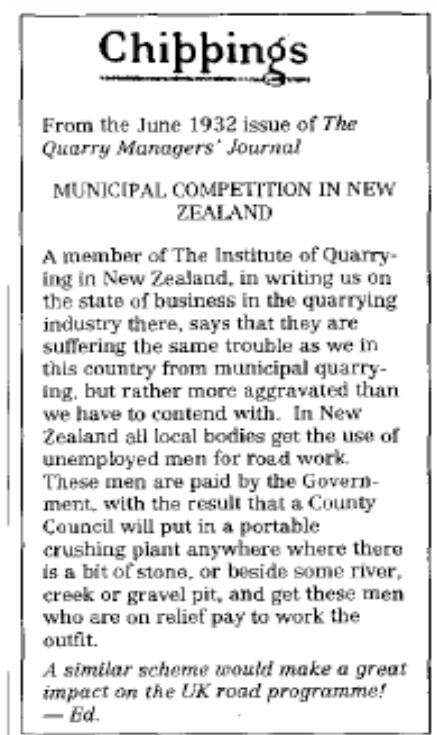 Chippings
From the June 1932 issue of The
Quarry Managers' Journal
MUNICIPAL COMPETITION IN NEW
ZEALAND
A member of The Institute of Quarry-
ing in New Zealand, in writing us on
the state of business in the quarrying
industry there, says that they are
suffering the same trouble as we in
this country from municipal quarry-
ing, but rather more aggravated than
we have to contend with. In New
Zealand all local bodies get the use of
unemployed men for road work.
These men are paid by the Govern-
ment, with the result that a County
Council will put in a portable
crushing plant anywhere where there
is a bit of stone, or beside some river,
creek or gravel pit, and get these men
who are on relief pay to work the
outfit.
A similar scheme would make a great
impact on the UK road programme!
— Ed.